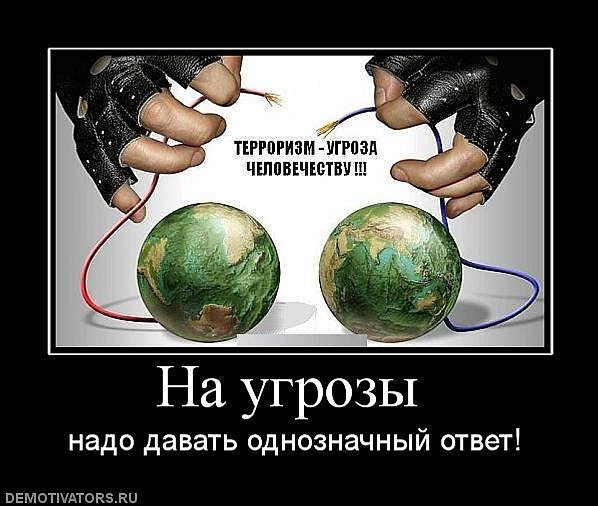 ТЕРРОРИЗМ - УГРОЗА
ЧЕЛОВЕЧЕСТВУ !!!
На угрозы
надо давать однозначный ответ!
DEMOTIVATORS.RU